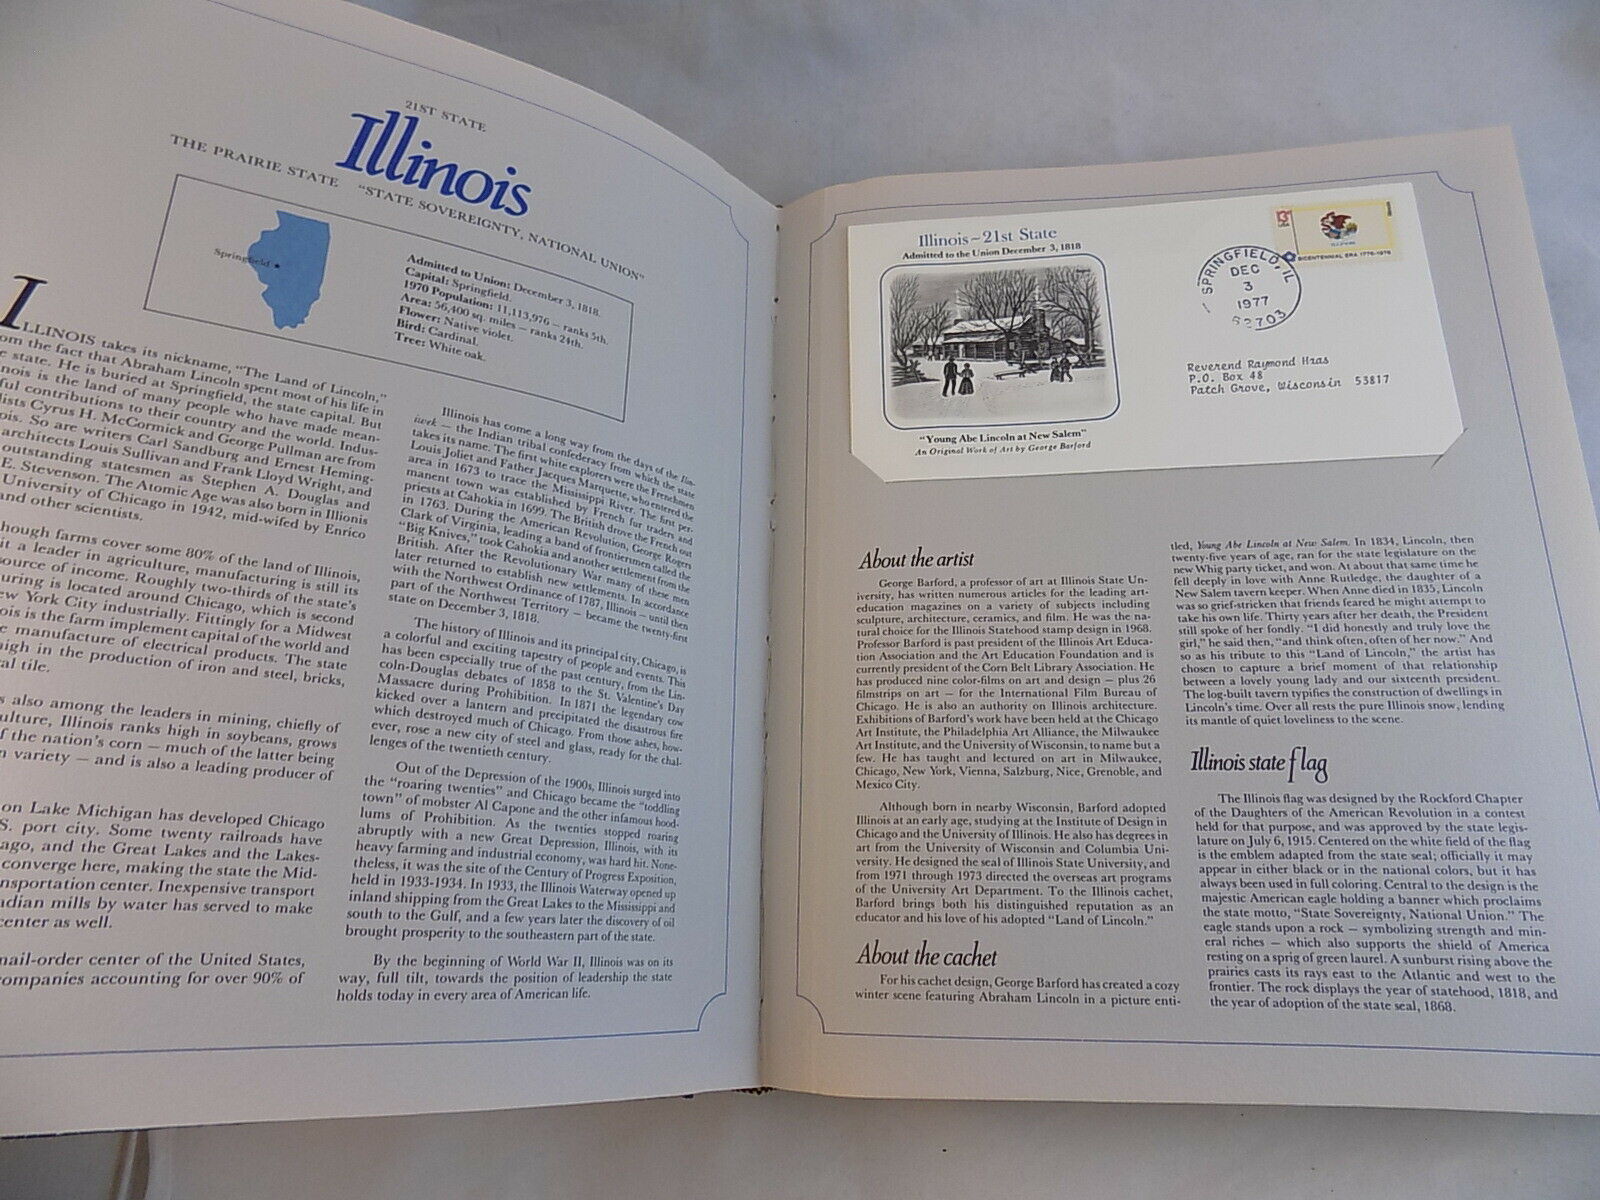 21ST STATE
Illinois
THE PRAIRIE STATE "STATE SOVEREIGNTY, NATIONAL UNION"
Springfield
Admitted to Union: December 3, 1818.
Capital: Springfield.
1970 Population: 11,113,976 — ranks 5th.
Area: 56,400 sq. miles — ranks 24th.
Flower: Native violet.
Bird: Cardinal.
Tree: White oak.
ILLINOIS takes its nickname, "The Land of Lincoln,"
om the fact that Abraham Lincoln spent most of his life in
e state. He is buried at Springfield, the state capital. But
nois is the land of many people who have made mean-
ful contributions to their country and the world. Indus-
lists Cyrus H. McCormick and George Pullman are from
ois. So are writers Carl Sandburg and Ernest Heming-
architects Louis Sullivan and Frank Lloyd Wright, and
outstanding statesmen as Stephen A. Douglas and
E. Stevenson. The Atomic Age was also born in Illionis
University of Chicago in 1942, mid-wifed by Enrico
and other scientists.
hough farms cover some 80% of the land of Illinois,
it a leader in agriculture, manufacturing is still its
source of income. Roughly two-thirds of the state's
uring is located around Chicago, which is second
ew York City industrially. Fittingly for a Midwest
ois is the farm implement capital of the world and
e manufacture of electrical products. The state
high in the production of iron and steel, bricks,
al tile.
s also among the leaders in mining, chiefly of
ulture, Illinois ranks high in soybeans, grows
f the nation's corn — much of the latter being
n variety — and is also a leading producer of
on Lake Michigan has developed Chicago
S. port city. Some twenty railroads have
ago, and the Great Lakes and the Lakes-
converge here, making the state the Mid-
nsportation center. Inexpensive transport
adian mills by water has served to make
center as well.
mail-order center of the United States,
ompanies accounting for over 90% of
Illinois has come a long way from the days of the Ilin-
iwek — the Indian tribal confederacy from which the state
takes its name. The first white explorers were the Frenchmen
Louis Joliet and Father Jacques Marquette, who entered the
area in 1673 to trace the Mississippi River. The first per-
manent town was established by French fur traders and
priests at Cahokia in 1699. The British drove the French out
in 1763. During the American Revolution, George Rogers
Clark of Virginia, leading a band of frontiersmen called the
"Big Knives," took Cahokia and another settlement from the
British. After the Revolutionary War many of these men
later returned to establish new settlements. In accordance
with the Northwest Ordinance of 1787, Illinois — until then
part of the Northwest Territory — became the twenty-first
state on December 3, 1818.
The history of Illinois and its principal city, Chicago, is
a colorful and exciting tapestry of people and events. This
has been especially true of the past century, from the Lin-
coln-Douglas debates of 1858 to the St. Valentine's Day
Massacre during Prohibition. In 1871 the legendary cow
kicked over a lantern and precipitated the disastrous fire
which destroyed much of Chicago. From those ashes, how-
ever, rose a new city of steel and glass, ready for the chal-
lenges of the twentieth century.
Out of the Depression of the 1900s, Illinois surged into
the "roaring twenties" and Chicago became the "toddling
town" of mobster Al Capone and the other infamous hood-
lums of Prohibition. As the twenties stopped roaring
abruptly with a new Great Depression, Illinois, with its
heavy farming and industrial economy, was hard hit. None-
theless, it was the site of the Century of Progress Exposition,
held in 1933-1934. In 1933, the Illinois Waterway opened up
inland shipping from the Great Lakes to the Mississippi and
south to the Gulf, and a few years later the discovery of oil
brought prosperity to the southeastern part of the state.
By the beginning of World War II, Illinois was on its
way, full tilt, towards the position of leadership the state
holds today in every area of American life.
Illinois~21st State
Admitted to the Union December 3, 1818
"Young Abe Lincoln at New Salem"
An Original Work of Art by George Barford
13c
USA
ILLINOIS
BICENTENNIAL ERA 1776-1976
SPRINGFIELD, IL
DEC
3
1977
62703
Reverend Raymond Hras
P.O. Box 48
Patch Grove, Wisconsin 53817
About the artist
George Barford, a professor of art at Illinois State Un-
iversity, has written numerous articles for the leading art-
education magazines on a variety of subjects including
sculpture, architecture, ceramics, and film. He was the na-
tural choice for the Illinois Statehood stamp design in 1968.
Professor Barford is past president of the Illinois Art Educa-
tion Association and the Art Education Foundation and is
currently president of the Corn Belt Library Association. He
has produced nine color-films on art and design — plus 26
filmstrips on art — for the International Film Bureau of
Chicago. He is also an authority on Illinois architecture.
Exhibitions of Barford's work have been held at the Chicago
Art Institute, the Philadelphia Art Alliance, the Milwaukee
Art Institute, and the University of Wisconsin, to name but a
few. He has taught and lectured on art in Milwaukee,
Chicago, New York, Vienna, Salzburg, Nice, Grenoble, and
Mexico City.
Although born in nearby Wisconsin, Barford adopted
Illinois at an early age, studying at the Institute of Design in
Chicago and the University of Illinois. He also has degrees in
art from the University of Wisconsin and Columbia Uni-
versity. He designed the seal of Illinois State University, and
from 1971 through 1973 directed the overseas art programs
of the University Art Department. To the Illinois cachet,
Barford brings both his distinguished reputation as an
educator and his love of his adopted "Land of Lincoln."
About the cachet
For his cachet design, George Barford has created a cozy
winter scene featuring Abraham Lincoln in a picture enti-
tled, Young Abe Lincoln at New Salem. In 1834, Lincoln, then
twenty-five years of age, ran for the state legislature on the
new Whig party ticket, and won. At about that same time he
fell deeply in love with Anne Rutledge, the daughter of a
New Salem tavern keeper. When Anne died in 1835, Lincoln
was so grief-stricken that friends feared he might attempt to
take his own life. Thirty years after her death, the President
still spoke of her fondly. "I did honestly and truly love the
girl," he said then, "and think often, often of her now." And
so as his tribute to this "Land of Lincoln," the artist has
chosen to capture a brief moment of that relationship
between a lovely young lady and our sixteenth president.
The log-built tavern typifies the construction of dwellings in
Lincoln's time. Over all rests the pure Illinois snow, lending
its mantle of quiet loveliness to the scene.
Illinois state flag
The Illinois flag was designed by the Rockford Chapter
of the Daughters of the American Revolution in a contest
held for that purpose, and was approved by the state legis-
lature on July 6, 1915. Centered on the white field of the flag
is the emblem adapted from the state seal; officially it may
appear in either black or in the national colors, but it has
always been used in full coloring. Central to the design is the
majestic American eagle holding a banner which proclaims
the state motto, "State Sovereignty, National Union." The
eagle stands upon a rock — symbolizing strength and min-
eral riches — which also supports the shield of America
resting on a sprig of green laurel. A sunburst rising above the
prairies casts its rays east to the Atlantic and west to the
frontier. The rock displays the year of statehood, 1818, and
the year of adoption of the state seal, 1868.